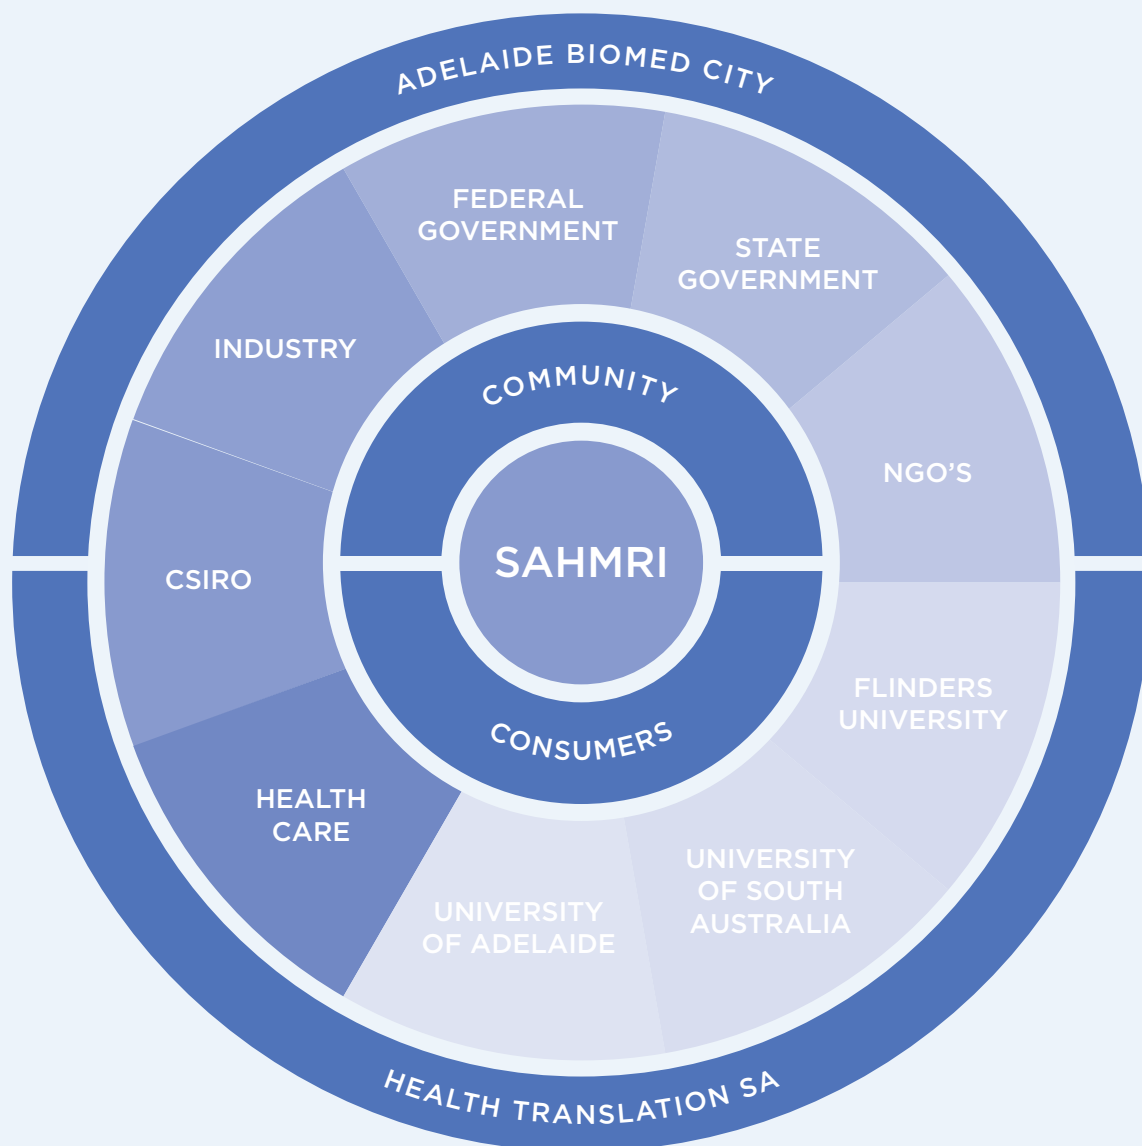 ADELAIDE BIOMED CITY
FEDERAL
GOVERNMENT
STATE
GOVERNMENT
INDUSTRY
COMMUNITY
NGO’S
SAHMRI
CSIRO
FLINDERS
UNIVERSITY
CONSUMERS
HEALTH
CARE
UNIVERSITY
OF SOUTH
AUSTRALIA
UNIVERSITY
OF ADELAIDE
HEALTH TRANSLATION SA